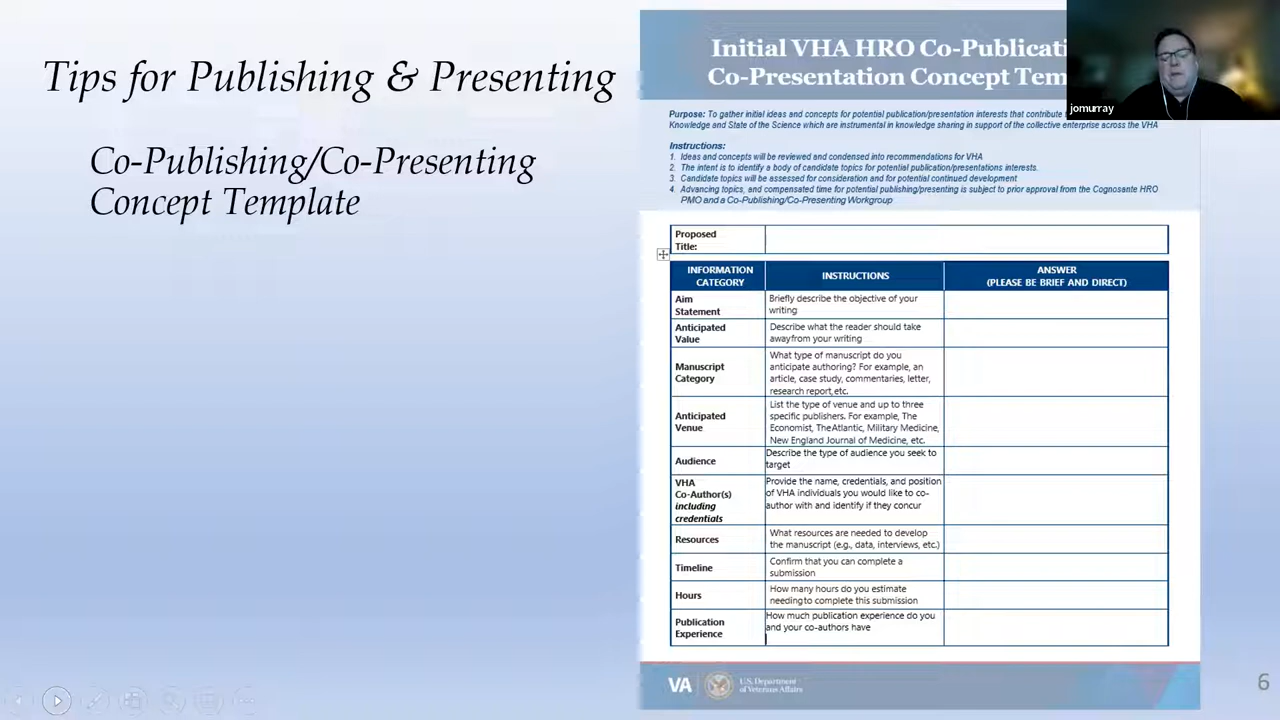 Tips for Publishing & Presenting
Co-Publishing/Co-Presenting
Concept Template
Initial VHA HRO Co-Publicati
Co-Presentation Concept Tem
jomurray
Purpose: To gather initial ideas and concepts for potential publication/presentation interests that contribute
Knowledge and State of the Science which are instrumental in knowledge sharing in support of the collective enterprise across the VHA
Instructions:
1. Ideas and concepts will be reviewed and condensed into recommendations for VHA
2. The intent is to identify a body of candidate topics for potential publication/presentations interests.
3. Candidate topics will be assessed for consideration and for potential continued development
4. Advancing topics, and compensated time for potential publishing/presenting is subject to prior approval from the Cognosante HRO
PMO and a Co-Publishing/Co-Presenting Workgroup
Proposed
Title:
INFORMATION
CATEGORY
INSTRUCTIONS
ANSWER
(PLEASE BE BRIEF AND DIRECT)
Aim
Statement
Briefly describe the objective of your
writing
Anticipated
Value
Describe what the reader should take
awayfrom your writing
Manuscript
Category
What type of manuscript do you
anticipate authoring? For example, an
article, case study, commentaries, letter,
research report, etc.
Anticipated
Venue
List the type of venue and up to three
specific publishers. For example, The
Economist, TheAtlantic, Military Medicine,
New England Journal of Medicine, etc.
Audience
Describe the type of audience you seek to
target
VHA
Co-Author(s)
including
credentials
Provide the name, credentials, and position
of VHA individuals you would like to co-
author with and identify if they concur
Resources
What resources are needed to develop
the manuscript (e.g., data, interviews, etc.)
Timeline
Confirm that you can complete a
submission
Hours
How many hours do you estimate
needingto complete this submission
Publication
Experience
How much publication experience do you
and your co-authors have
VA
U.S. Department
of Veterans Affairs
6